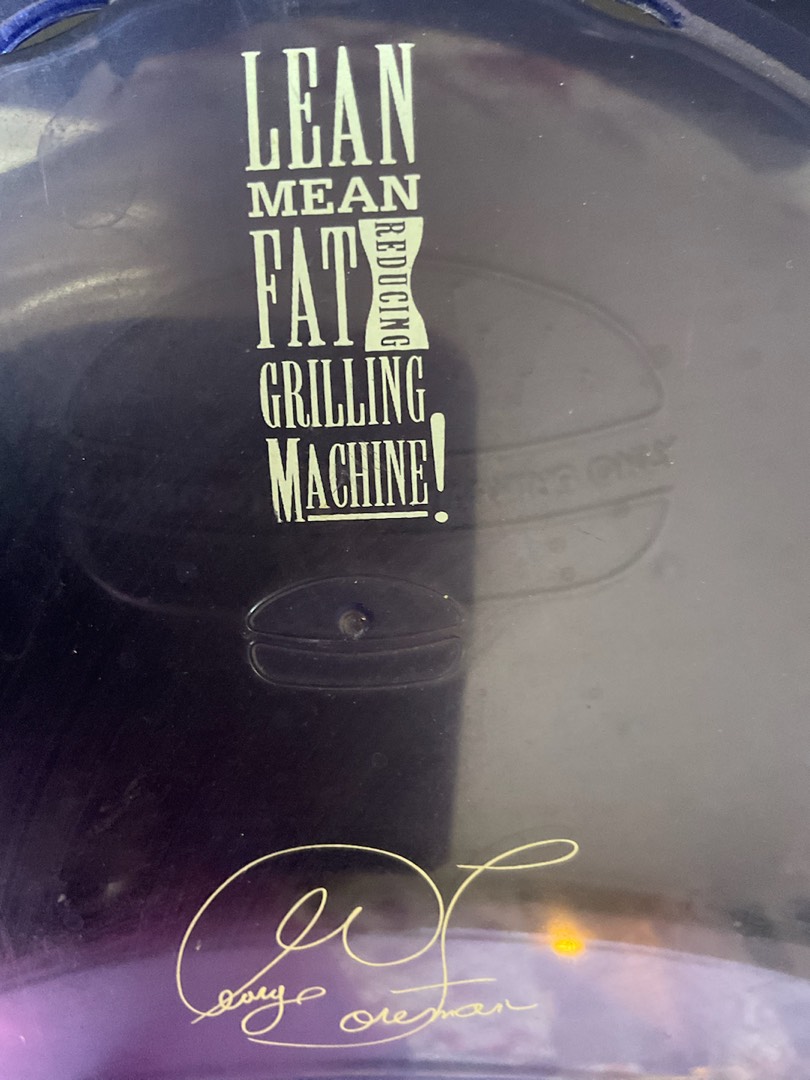 LEAN
MEAN
FAT REDUCING
GRILLING
MACHINE!
George Foreman